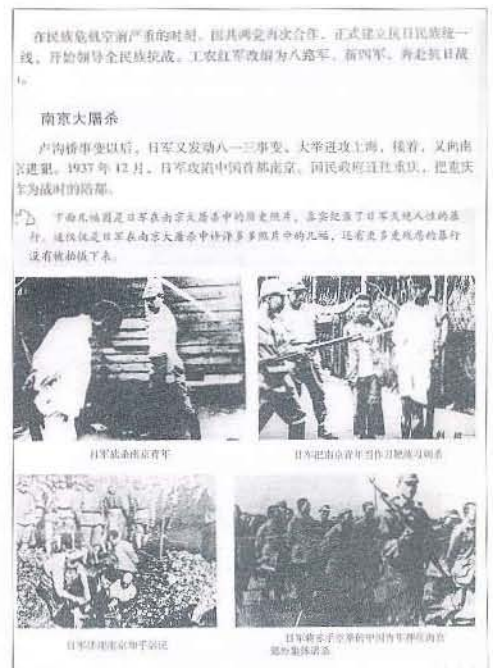 在民族危机空前严重的时刻，国共两党再次合作，正式建立抗日民族统一
线，开始领导全民族抗战。工农红军改编为八路军、新四军，奔赴抗日战
南京大屠杀
卢沟桥事变以后，日军又发动八一三事变，大举进攻上海，接着，又向南
进犯。1937年12月，日军攻陷中国首都南京。国民政府迁往重庆，把重庆
作为战时的陪都。
下面几幅图是日军在南京大屠杀中的历史照片，真实纪录了日军灭绝人性的暴
行。这仅仅是日军在南京大屠杀中许许多多照片中的几幅，还有更多更残忍的暴行
没有被拍摄下来。
日军 杀南京青年
日军把南京青年当作刀靶练习刺杀
日军活埋南京和平居民
日军将赤手空拳的中国青年押往南京
郊外集体屠杀